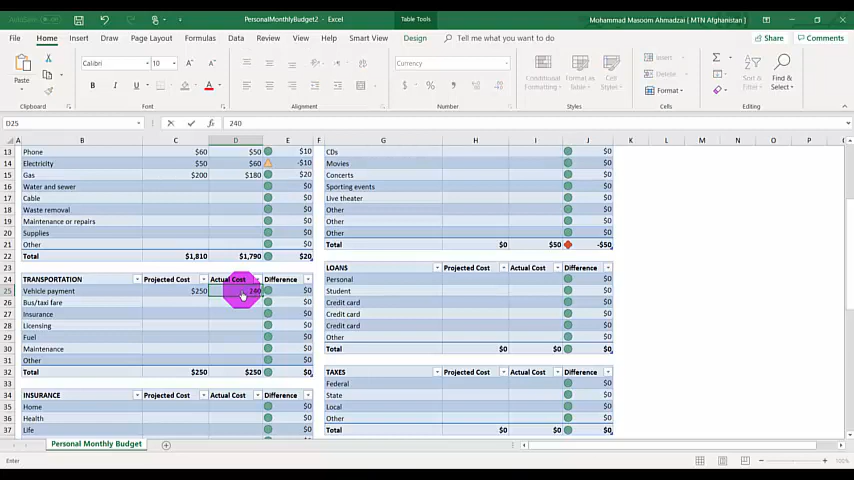 AutoSave
PersonalMonthlyBudget2 - Excel
Table Tools
Mohammad Masoom Ahmadzai [ MTN Afghanistan ]
File Home Insert Draw Page Layout Formulas Data Review View Help Smart View Design Tell me what you want to do Share Comments
Paste Calibri 10 Currency Conditional Formatting Format as Table Cell Styles Insert Delete Format Sort & Filter Find & Select
Clipboard Font Alignment Number Styles Cells Editing
D25 fx 240
B C D E F G H I J K L M N O P
13 Phone $60 $50 $10 CDs $0
14 Electricity $50 $60 -$10 Movies $0
15 Gas $200 $180 $20 Concerts $0
16 Water and sewer $0 Sporting events $0
17 Cable $0 Live theater $0
18 Waste removal $0 Other $0
19 Maintenance or repairs $0 Other $0
20 Supplies $0 Other $0
21 Other $0 Total $0 $50 -$50
22 Total $1,810 $1,790 $20
23 LOANS Projected Cost Actual Cost Difference
24 TRANSPORTATION Projected Cost Actual Cost Difference Personal $0
25 Vehicle payment $250 240 $0 Student $0
26 Bus/taxi fare $0 Credit card $0
27 Insurance $0 Credit card $0
28 Licensing $0 Credit card $0
29 Fuel $0 Other $0
30 Maintenance $0 Total $0 $0 $0
31 Other $0
32 Total $250 $250 $0 TAXES Projected Cost Actual Cost Difference
33 Federal $0
34 INSURANCE Projected Cost Actual Cost Difference State $0
35 Home $0 Local $0
36 Health $0 Other $0
37 Life $0 Total $0 $0 $0
Personal Monthly Budget
Enter 100%